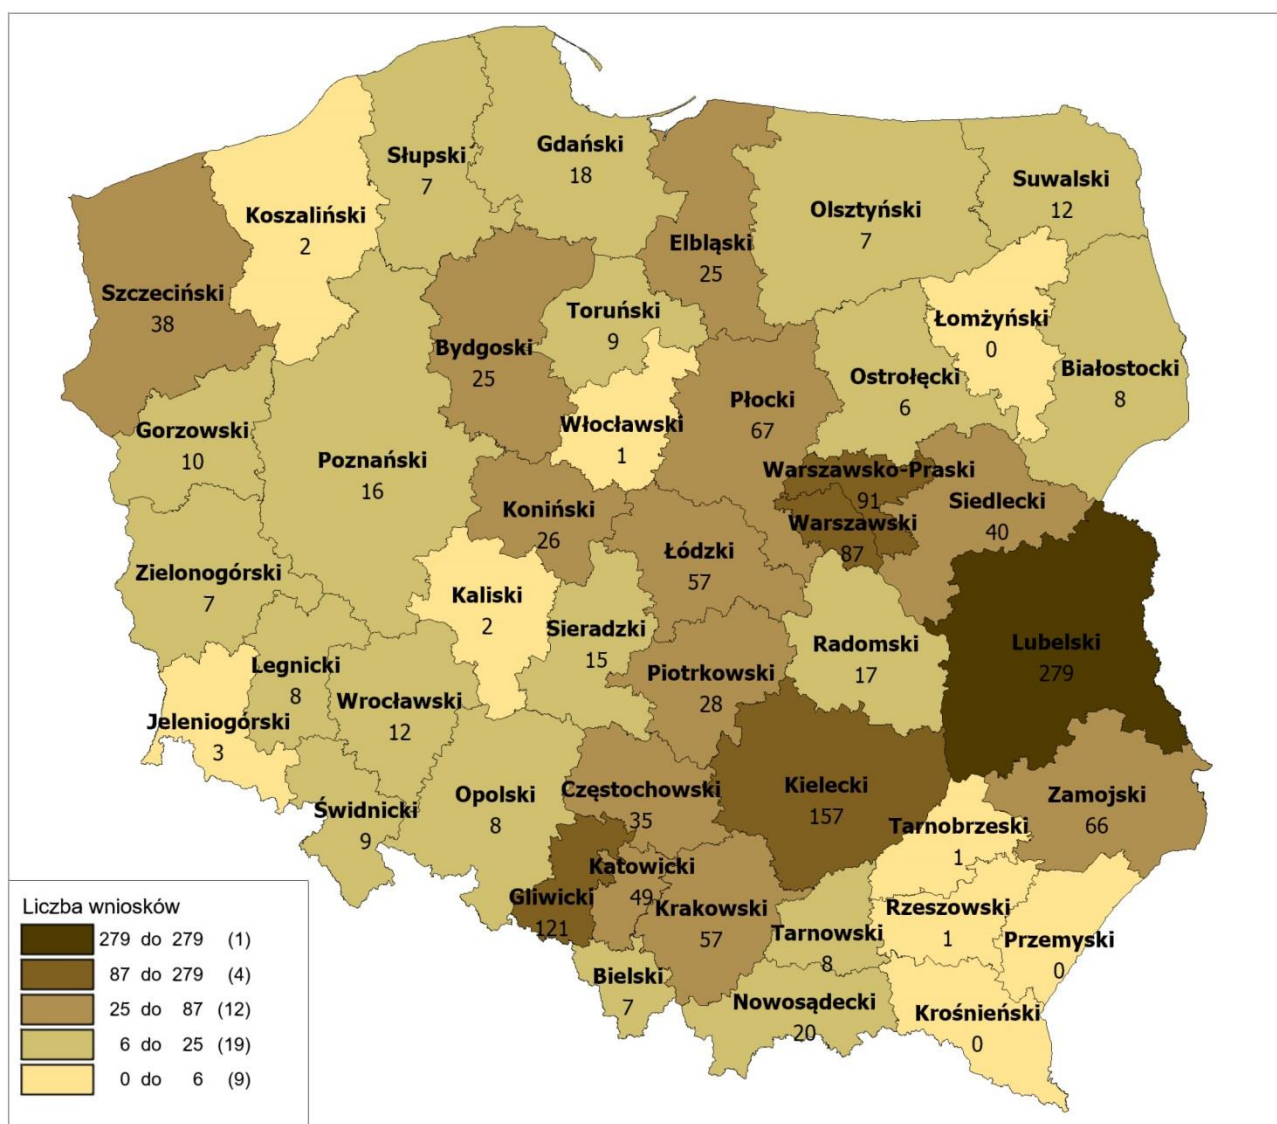 Gdański
18
Słupski
7
Suwalski
12
Koszaliński
2
Olsztyński
7
Elbląski
25
Szczeciński
38
Toruński
9
Łomżyński
0
Bydgoski
25
Białostocki
8
Ostrołęcki
6
Płocki
67
Włocławski
1
Gorzowski
10
Poznański
16
Warszawsko-Praski
91
Siedlecki
40
Koniński
26
Warszawski
87
Łódzki
57
Zielonogórski
7
Kaliski
2
Sieradzki
15
Radomski
17
Lubelski
279
Legnicki
8
Piotrkowski
28
Wrocławski
12
Jeleniogórski
3
Kielecki
157
Częstochowski
35
Opolski
8
Zamojski
66
Świdnicki
9
Tarnobrzeski
1
Katowicki
49
Gliwicki
121
Krakowski
57
Rzeszowski
1
Tarnowski
8
Przemyski
0
Bielski
7
Nowosądecki
20
Krośnieński
0
Liczba wniosków
279 do 279 (1)
87 do 279 (4)
25 do 87 (12)
6 do 25 (19)
0 do 6 (9)